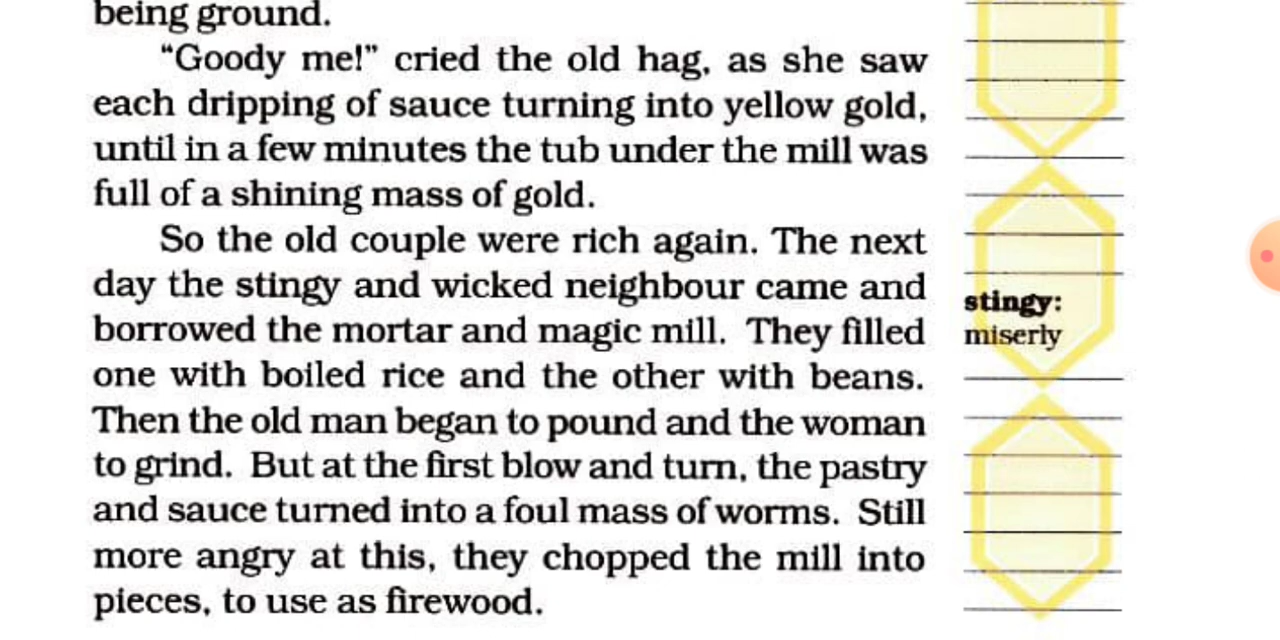 being ground.
“Goody me!” cried the old hag, as she saw
each dripping of sauce turning into yellow gold,
until in a few minutes the tub under the mill was
full of a shining mass of gold.
So the old couple were rich again. The next
day the stingy and wicked neighbour came and
borrowed the mortar and magic mill. They filled
one with boiled rice and the other with beans.
Then the old man began to pound and the woman
to grind. But at the first blow and turn, the pastry
and sauce turned into a foul mass of worms. Still
more angry at this, they chopped the mill into
pieces, to use as firewood.
stingy:
miserly